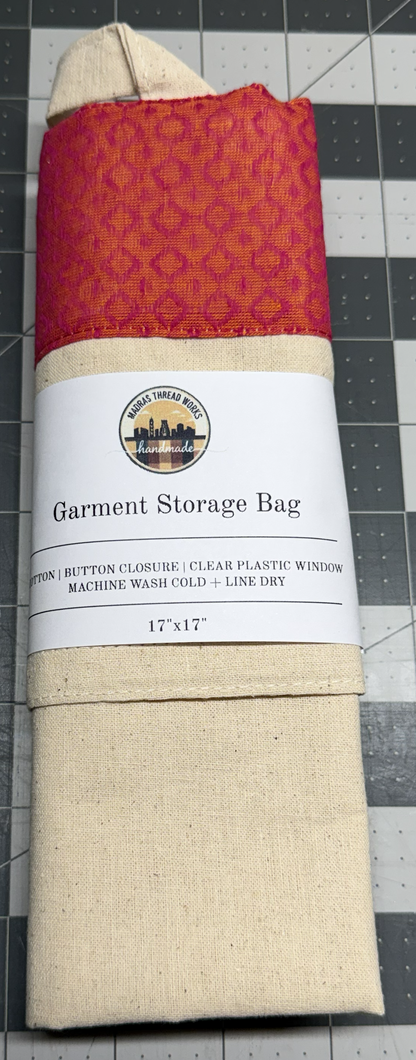 MADRAS THREAD WORKS
handmade
Garment Storage Bag
| BUTTON CLOSURE | CLEAR PLASTIC WINDOW
MACHINE WASH COLD + LINE DRY
17"x17"